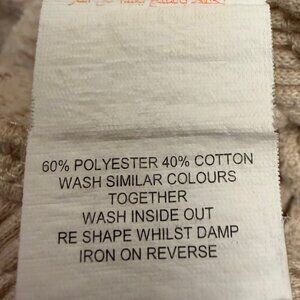 60% POLYESTER 40% COTTON
WASH SIMILAR COLOURS
TOGETHER
WASH INSIDE OUT
RE SHAPE WHILST DAMP
IRON ON REVERSE